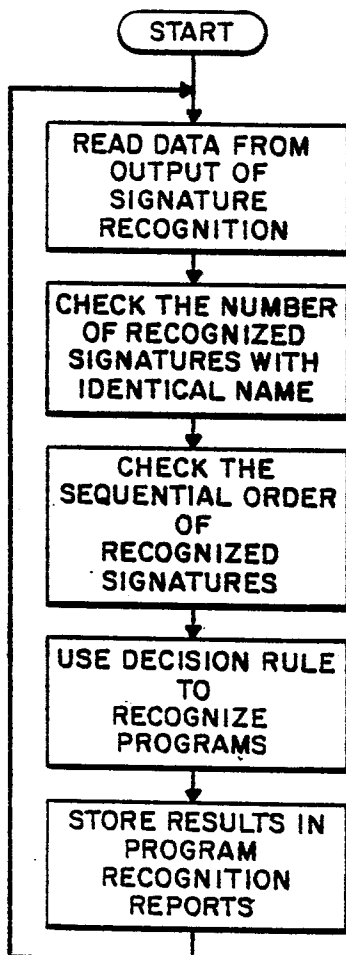 START
READ DATA FROM
OUTPUT OF
SIGNATURE
RECOGNITION
CHECK THE NUMBER
OF RECOGNIZED
SIGNATURES WITH
IDENTICAL NAME
CHECK THE
SEQUENTIAL ORDER
OF
RECOGNIZED
SIGNATURES
USE DECISION RULE
TO
RECOGNIZE
PROGRAMS
STORE RESULTS IN
PROGRAM
RECOGNITION
REPORTS